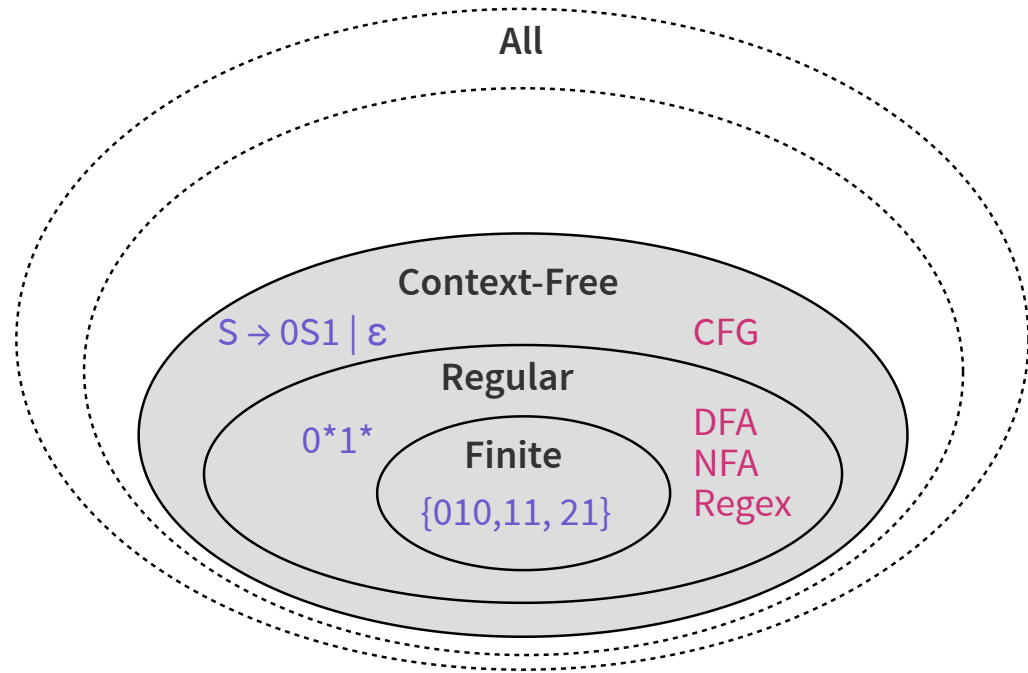 All
Context-Free
S → 0S1 | ε
CFG
Regular
0*1*
DFA
NFA
Regex
Finite
{010,11, 21}